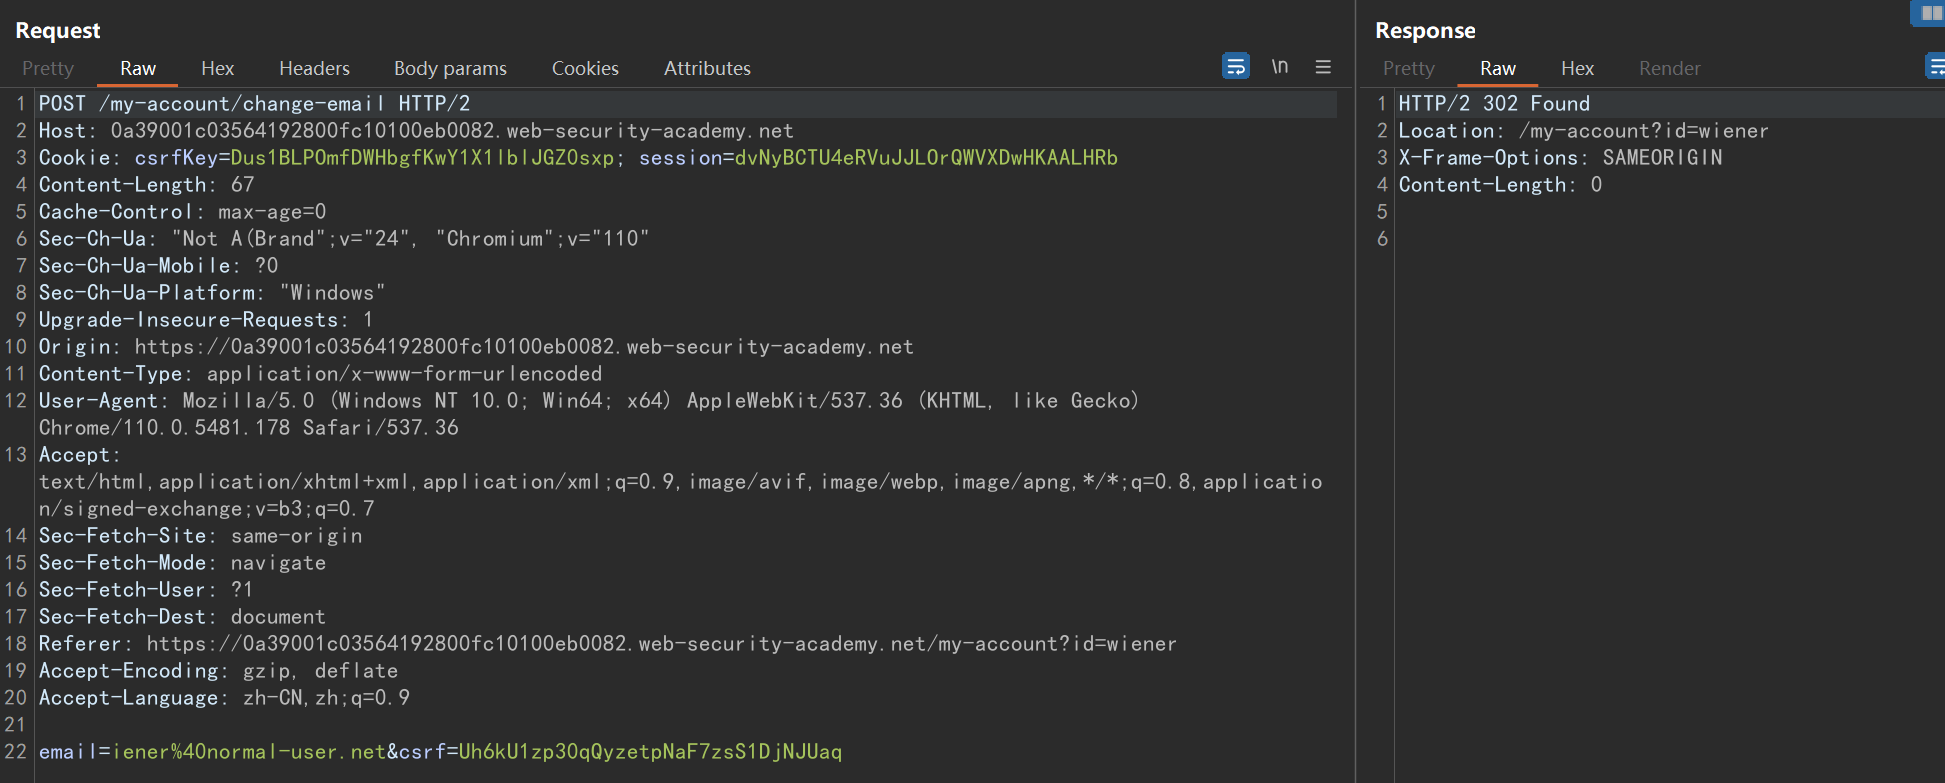 Request
Pretty Raw Hex Headers Body params Cookies Attributes \n
1 POST /my-account/change-email HTTP/2
2 Host: 0a39001c03564192800fc10100eb0082.web-security-academy.net
3 Cookie: csrfKey=Dus1BLPOmfDWHbgfKwY1X1lblJGZ0sxp; session=dvNyBCTU4eRVuJJLOrQWVXDwHKAALHRb
4 Content-Length: 67
5 Cache-Control: max-age=0
6 Sec-Ch-Ua: "Not A(Brand";v="24", "Chromium";v="110"
7 Sec-Ch-Ua-Mobile: ?0
8 Sec-Ch-Ua-Platform: "Windows"
9 Upgrade-Insecure-Requests: 1
10 Origin: https://0a39001c03564192800fc10100eb0082.web-security-academy.net
11 Content-Type: application/x-www-form-urlencoded
12 User-Agent: Mozilla/5.0 (Windows NT 10.0; Win64; x64) AppleWebKit/537.36 (KHTML, like Gecko)
Chrome/110.0.5481.178 Safari/537.36
13 Accept:
text/html,application/xhtml+xml,application/xml;q=0.9,image/avif,image/webp,image/apng,*/*;q=0.8,applicatio
n/signed-exchange;v=b3;q=0.7
14 Sec-Fetch-Site: same-origin
15 Sec-Fetch-Mode: navigate
16 Sec-Fetch-User: ?1
17 Sec-Fetch-Dest: document
18 Referer: https://0a39001c03564192800fc10100eb0082.web-security-academy.net/my-account?id=wiener
19 Accept-Encoding: gzip, deflate
20 Accept-Language: zh-CN,zh;q=0.9
21
22 email=iener%40normal-user.net&csrf=Uh6kU1zp30qQyzetpNaF7zsS1DjNJUaq
Response
Pretty Raw Hex Render
1 HTTP/2 302 Found
2 Location: /my-account?id=wiener
3 X-Frame-Options: SAMEORIGIN
4 Content-Length: 0
5
6